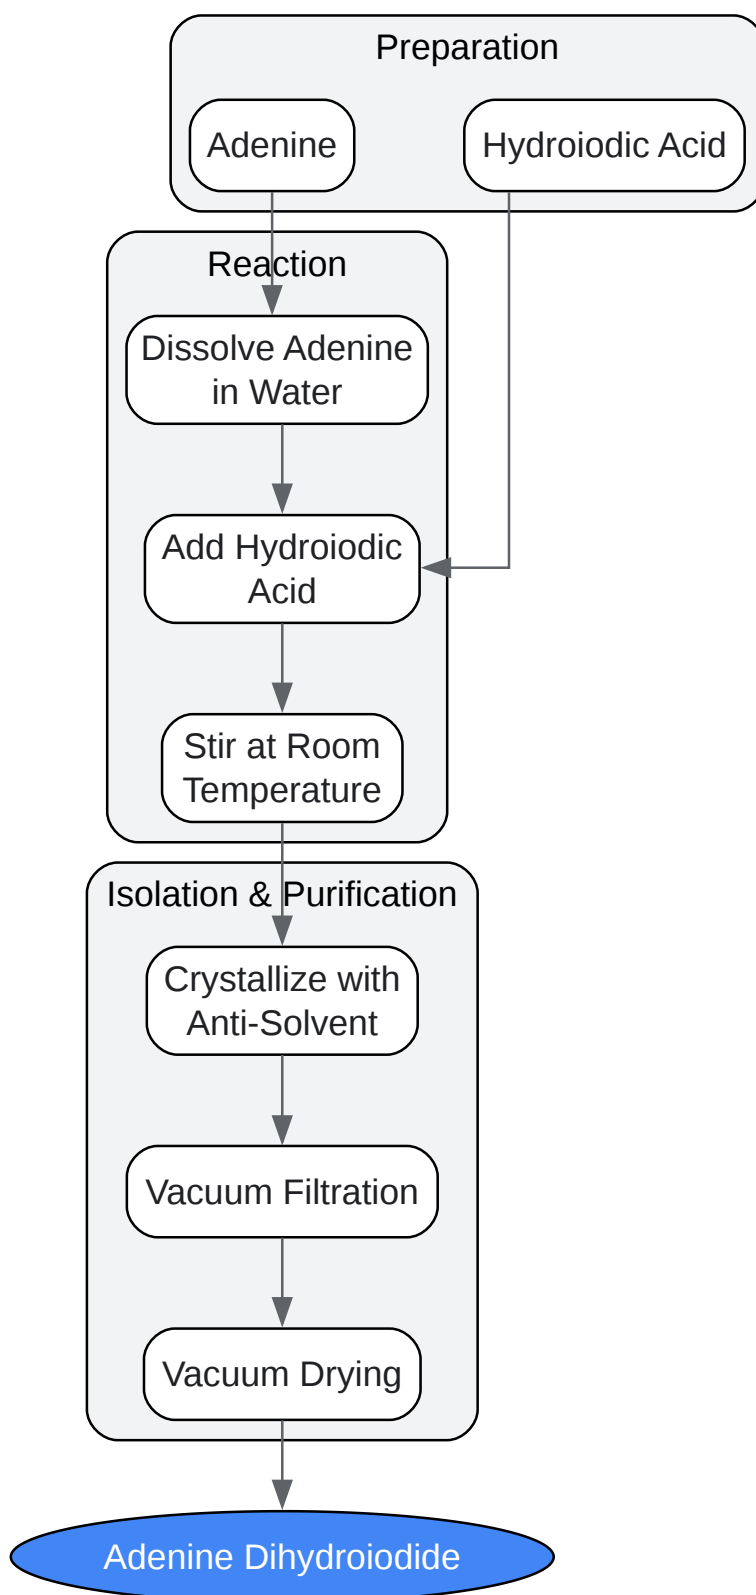 Preparation
Adenine
Hydroiodic Acid
Reaction
Dissolve Adenine
in Water
Add Hydroiodic
Acid
Stir at Room
Temperature
Isolation & Purification
Crystallize with
Anti-Solvent
Vacuum Filtration
Vacuum Drying
Adenine Dihydroiodide